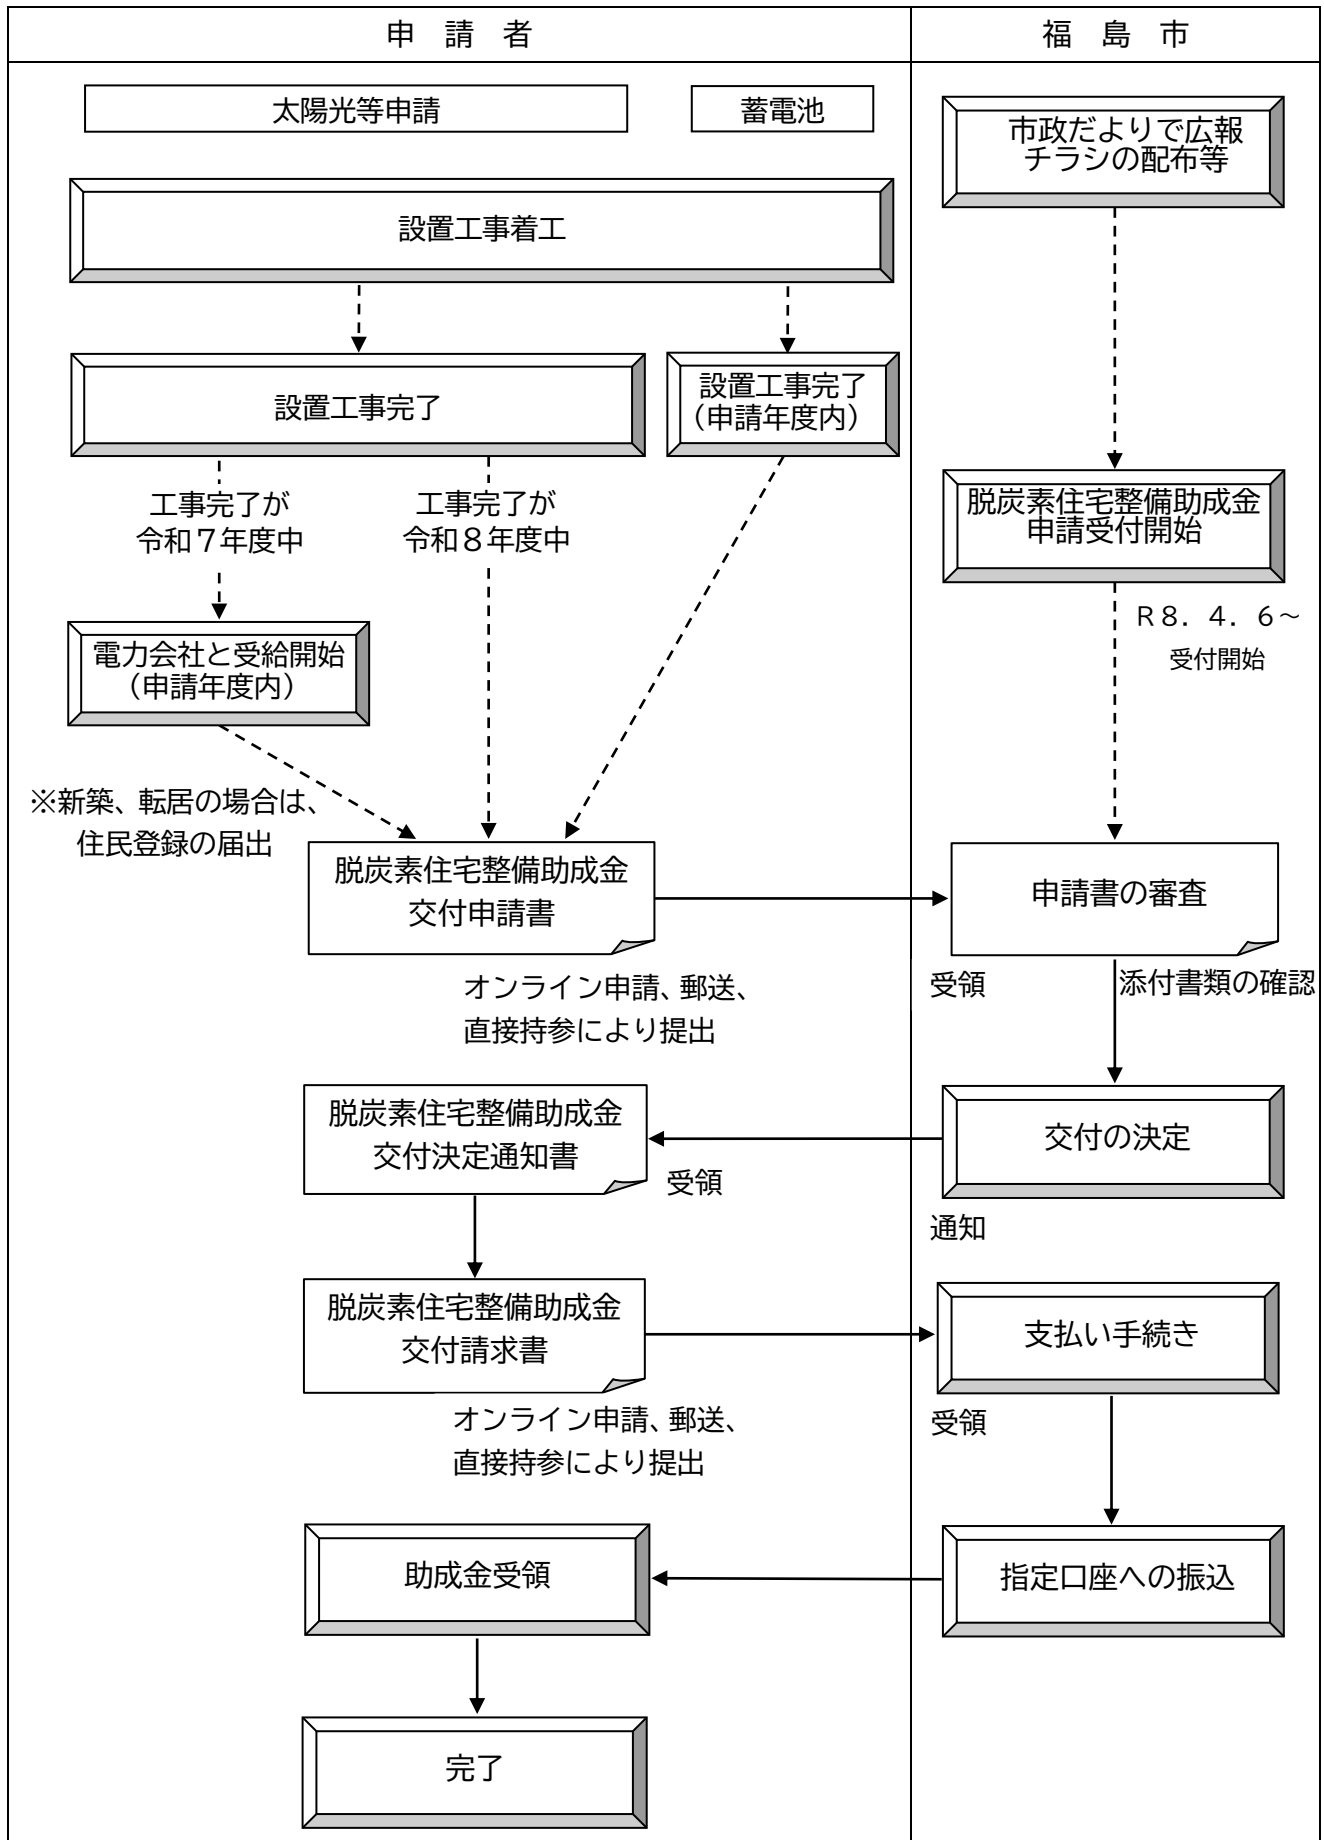 申 請 者
福 島 市
太陽光等申請
蓄電池
市政だよりで広報
チラシの配布等
設置工事着工
設置工事完了
設置工事完了
（申請年度内）
工事完了が
令和７年度中
工事完了が
令和８年度中
脱炭素住宅整備助成金
申請受付開始
Ｒ８．４．６～
受付開始
電力会社と受給開始
（申請年度内）
※新築、転居の場合は、
住民登録の届出
脱炭素住宅整備助成金
交付申請書
申請書の審査
オンライン申請、郵送、
直接持参により提出
受領
添付書類の確認
脱炭素住宅整備助成金
交付決定通知書
受領
交付の決定
通知
脱炭素住宅整備助成金
交付請求書
支払い手続き
オンライン申請、郵送、
直接持参により提出
受領
助成金受領
指定口座への振込
完了